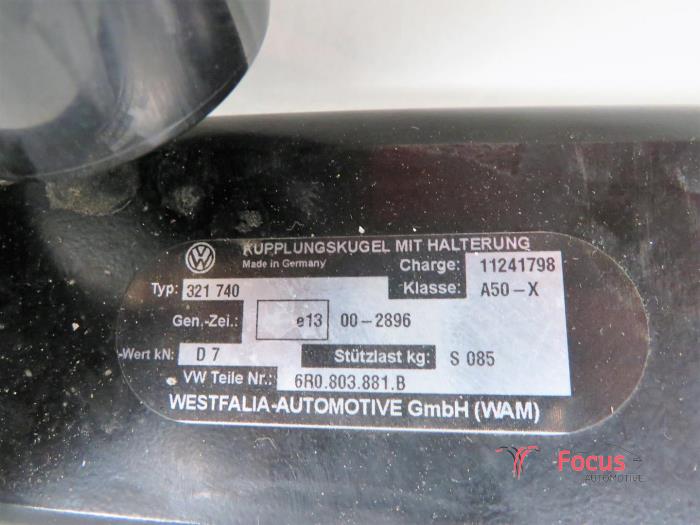 KUPPLUNGSKUGEL MIT HALTERUNG
Made in Germany
Charge: 11241798
Typ: 321 740 Klasse: A50-X
Gen.-Zei.: e13 00-2896
-Wert kN: D 7 Stützlast kg: S 085
VW Teile Nr.: 6R0.803.881.B
WESTFALIA-AUTOMOTIVE GmbH (WAM)
Focus
AUTOMOTIVE